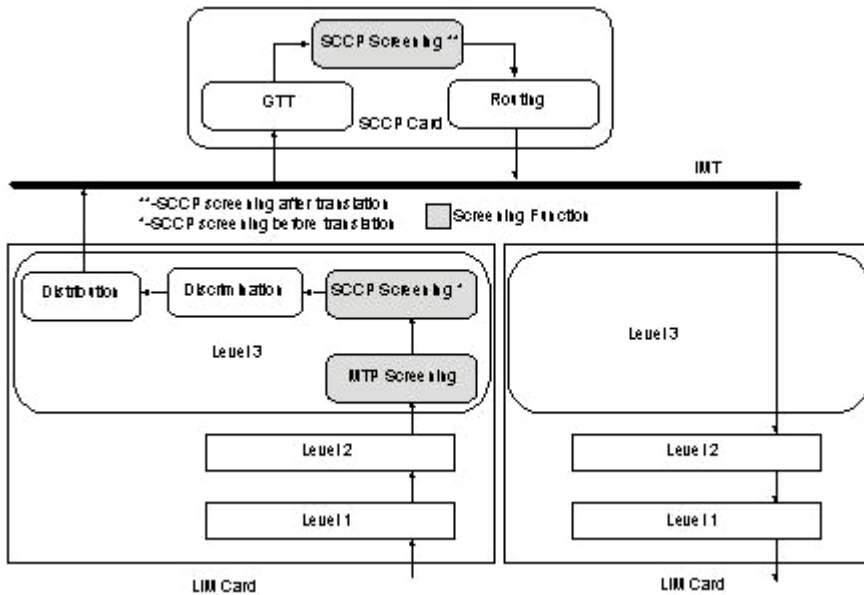 SCCP Screening **
GTT
Routing
SCCP Card
IMT
**-SCCP screening after translation
*-SCCP screening before translation
Screening Function
Distribution
Discrimination
SCCP Screening *
Level 3
MTP Screening
Level 2
Level 1
LIM Card
Level 3
Level 2
Level 1
LIM Card